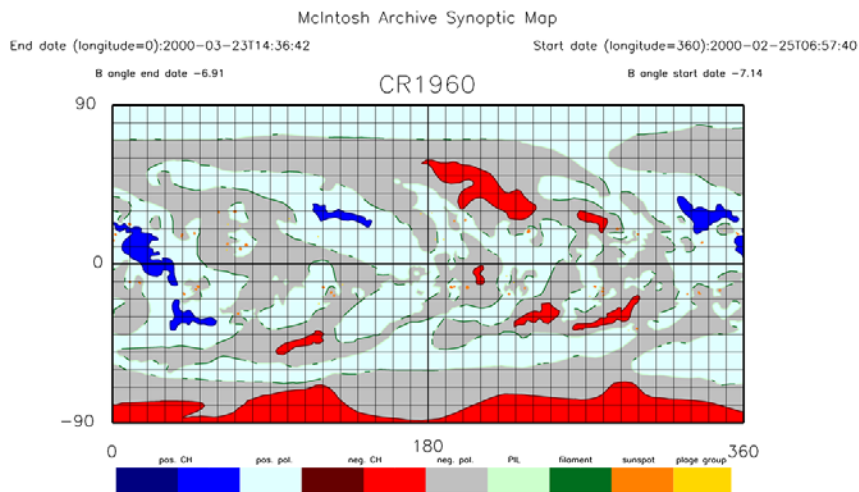 McIntosh Archive Synoptic Map
End date (longitude=0):2000-03-23T14:36:42
Start date (longitude=360):2000-02-25T06:57:40
B angle end date -6.91
B angle start date -7.14
CR1960
90
0
-90
0
180
360
pos. CH
pos. pol.
neg. CH
neg. pol.
PIL
filament
sunspot
plage group